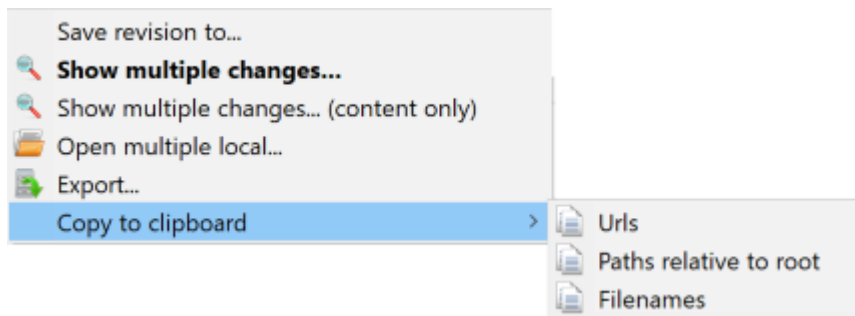 Save revision to...
Show multiple changes...
Show multiple changes... (content only)
Open multiple local...
Export...
Copy to clipboard
Urls
Paths relative to root
Filenames